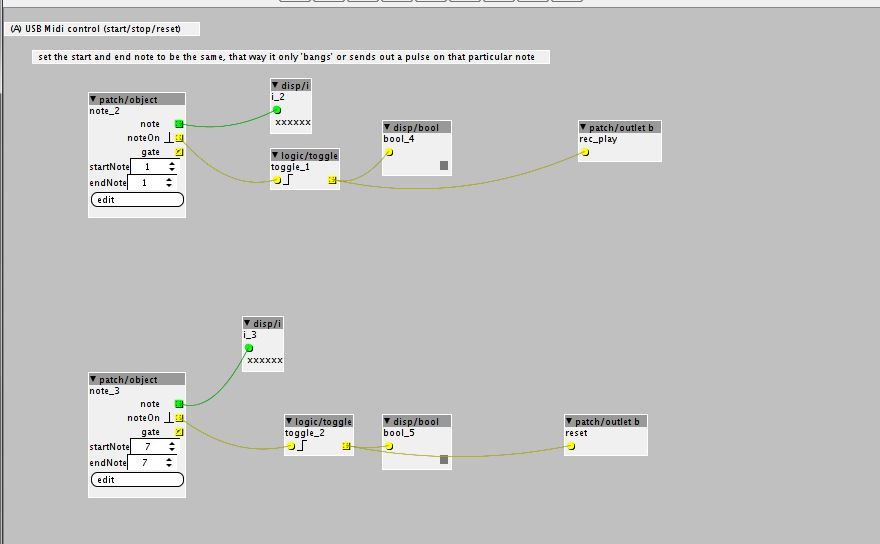 (A) USB Midi control (start/stop/reset)
set the start and end note to be the same, that way it only 'bangs' or sends out a pulse on that particular note
▼ disp/i
i_2
xxxxxx
▼ patch/object
note_2
note
noteOn
gate
startNote 1
endNote 1
edit
▼ logic/toggle
toggle_1
▼ disp/bool
bool_4
▼ patch/outlet b
rec_play
▼ disp/i
i_3
xxxxxx
▼ patch/object
note_3
note
noteOn
gate
startNote 7
endNote 7
edit
▼ logic/toggle
toggle_2
▼ disp/bool
bool_5
▼ patch/outlet b
reset